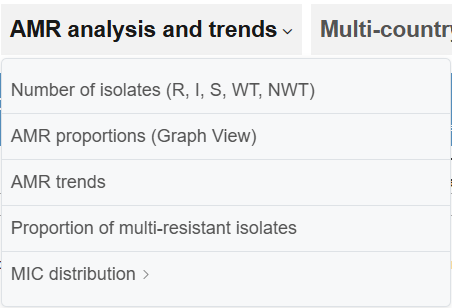 AMR analysis and trends
Multi-country
Number of isolates (R, I, S, WT, NWT)
AMR proportions (Graph View)
AMR trends
Proportion of multi-resistant isolates
MIC distribution